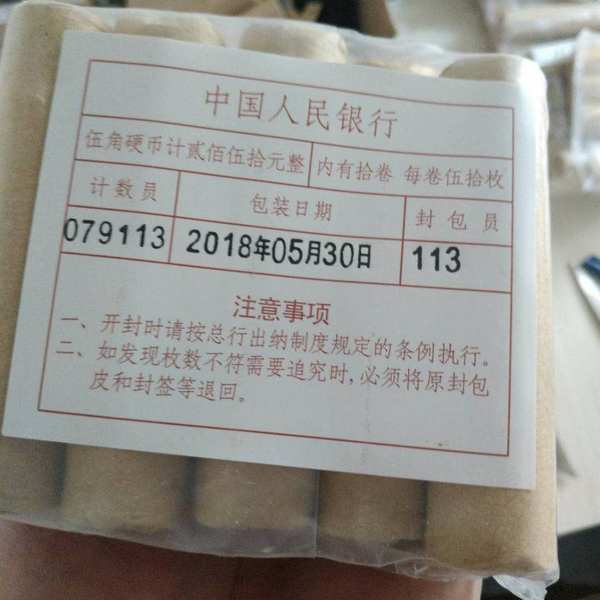 中国人民银行
伍角硬币计贰佰伍拾元整 内有拾卷 每卷伍拾枚
计数员 包装日期 封包员
079113 2018年05月30日 113
注意事项
一、开封时请按总行出纳制度规定的条例执行。
二、如发现枚数不符需要追究时,必须将原封包
皮和封签等退回。